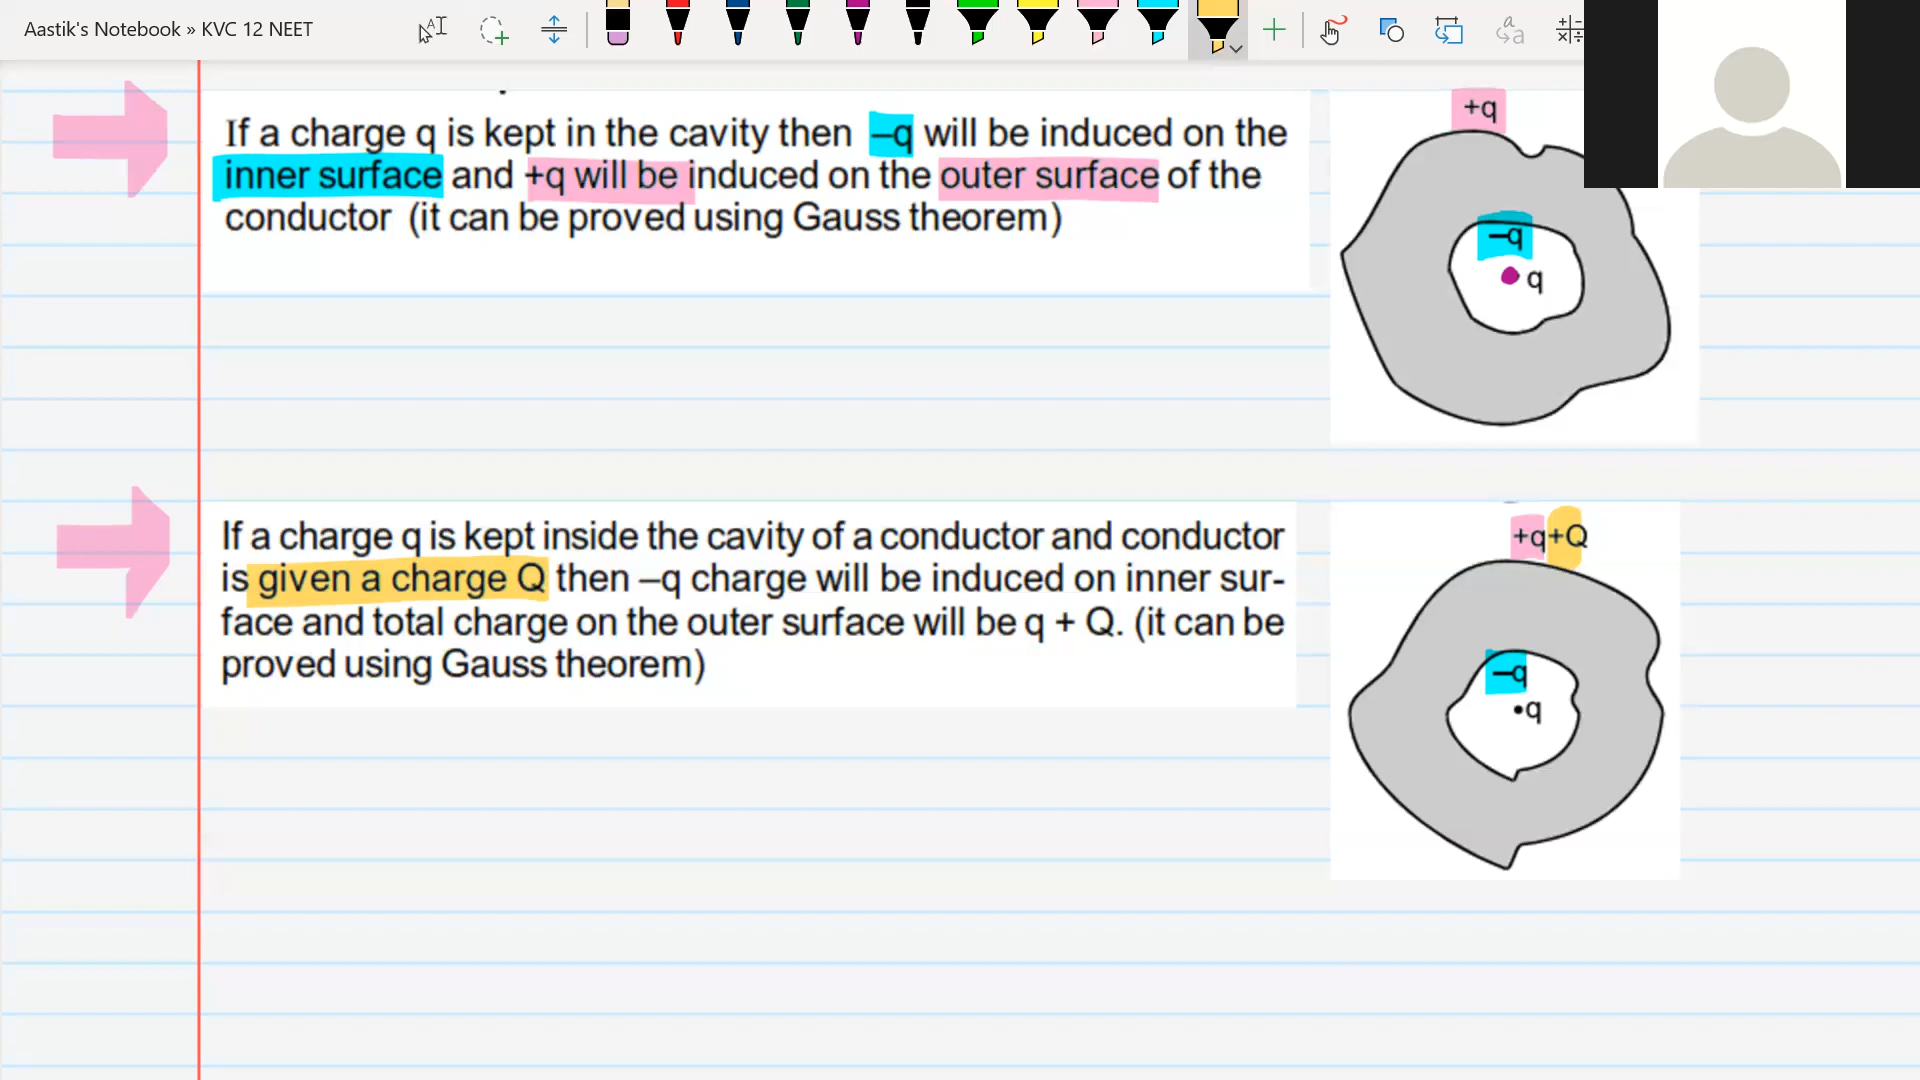 Aastik's Notebook » KVC 12 NEET
If a charge q is kept in the cavity then –q will be induced on the
inner surface and +q will be induced on the outer surface of the
conductor (it can be proved using Gauss theorem)
+q
–q
q
If a charge q is kept inside the cavity of a conductor and conductor
is given a charge Q then –q charge will be induced on inner sur-
face and total charge on the outer surface will be q + Q. (it can be
proved using Gauss theorem)
+q+Q
–q
•q